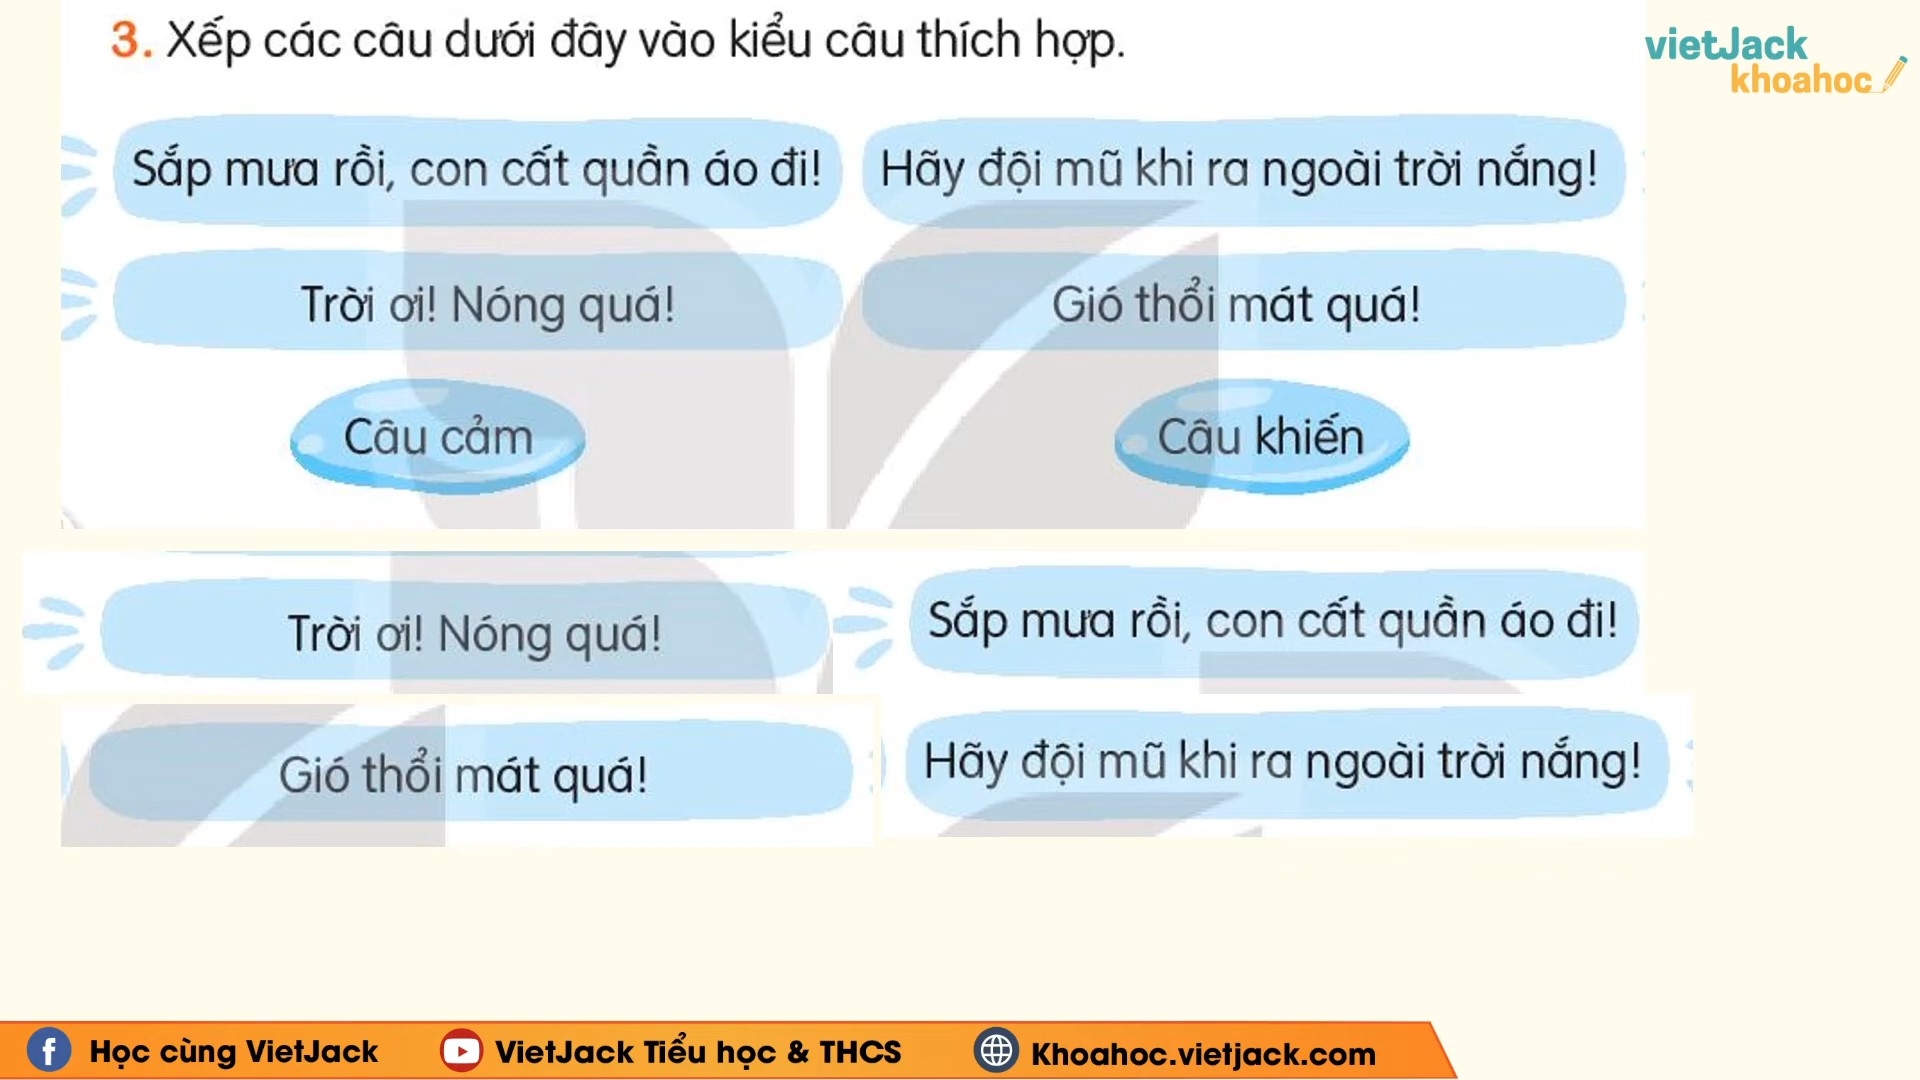 3. Xếp các câu dưới đây vào kiểu câu thích hợp.
vietJack
khoahoc
Sắp mưa rồi, con cất quần áo đi!
Hãy đội mũ khi ra ngoài trời nắng!
Trời ơi! Nóng quá!
Gió thổi mát quá!
Câu cảm
Câu khiến
Trời ơi! Nóng quá!
Sắp mưa rồi, con cất quần áo đi!
Gió thổi mát quá!
Hãy đội mũ khi ra ngoài trời nắng!
Học cùng VietJack
VietJack Tiểu học & THCS
Khoahoc.vietjack.com